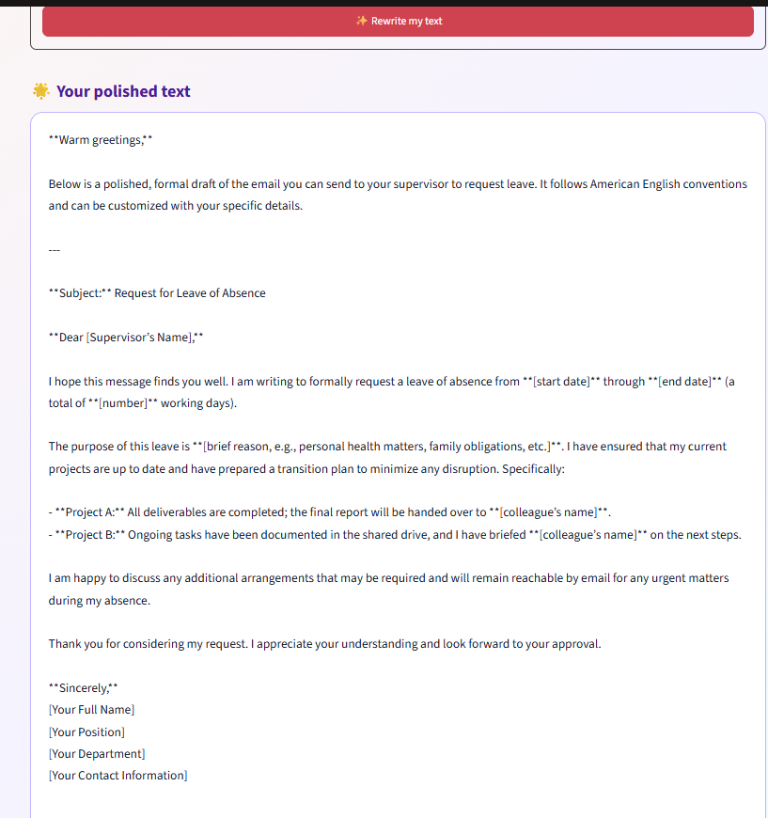 ✨ Rewrite my text
🌟 Your polished text
**Warm greetings,**
Below is a polished, formal draft of the email you can send to your supervisor to request leave. It follows American English conventions
and can be customized with your specific details.
---
**Subject:** Request for Leave of Absence
**Dear [Supervisor’s Name],**
I hope this message finds you well. I am writing to formally request a leave of absence from **[start date]** through **[end date]** (a
total of **[number]** working days).
The purpose of this leave is **[brief reason, e.g., personal health matters, family obligations, etc.]**. I have ensured that my current
projects are up to date and have prepared a transition plan to minimize any disruption. Specifically:
- **Project A:** All deliverables are completed; the final report will be handed over to **[colleague’s name]**.
- **Project B:** Ongoing tasks have been documented in the shared drive, and I have briefed **[colleague’s name]** on the next steps.
I am happy to discuss any additional arrangements that may be required and will remain reachable by email for any urgent matters
during my absence.
Thank you for considering my request. I appreciate your understanding and look forward to your approval.
**Sincerely,**
[Your Full Name]
[Your Position]
[Your Department]
[Your Contact Information]